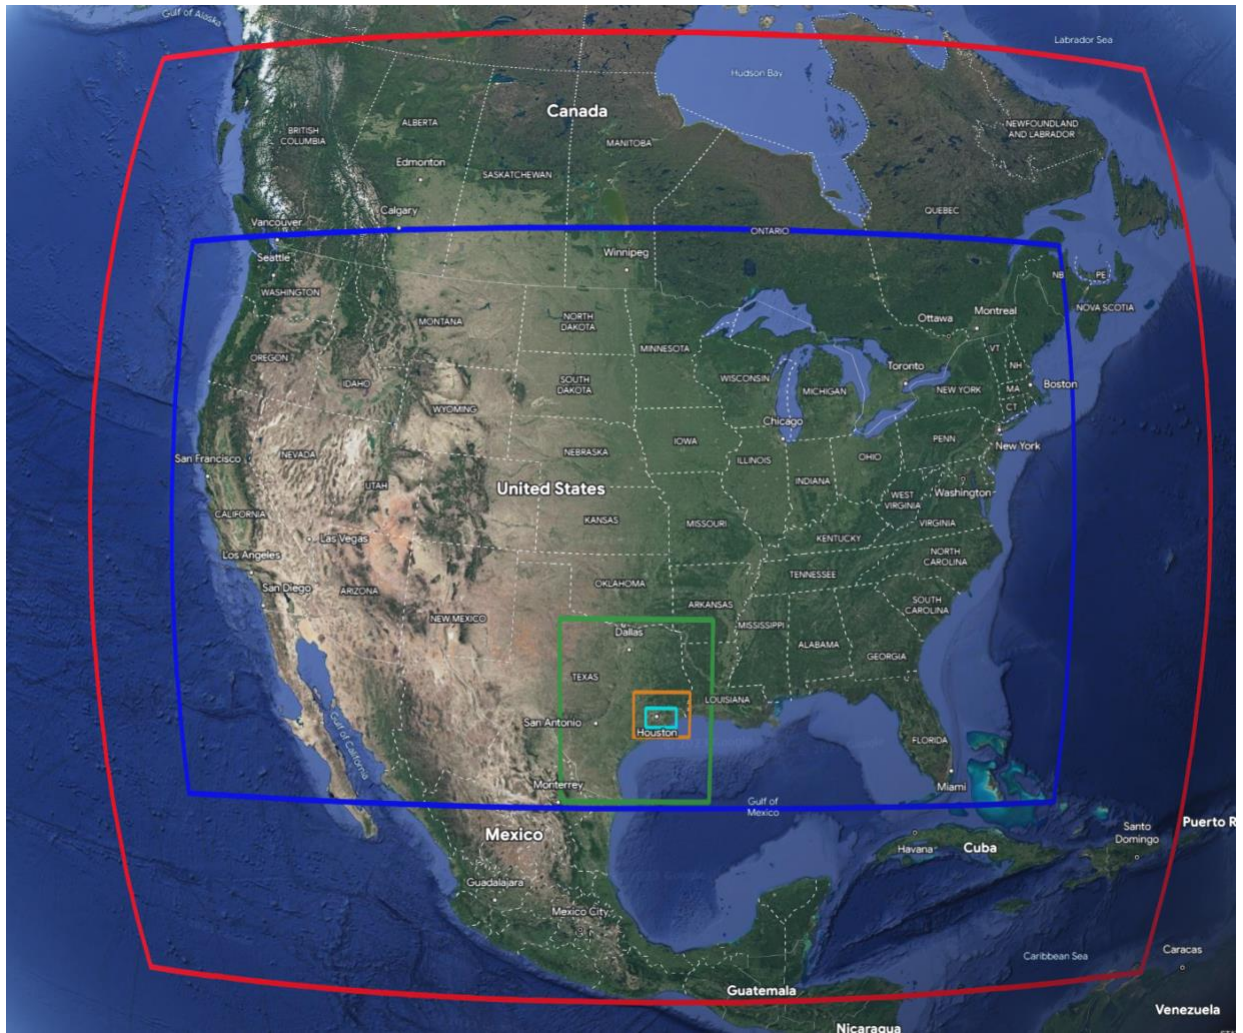 Gulf of Alaska
Labrador Sea
Hudson Bay
Canada
ALBERTA
BRITISH
COLUMBIA
NEWFOUNDLAND
AND LABRADOR
MANITOBA
Edmonton
SASKATCHEWAN
Calgary
QUEBEC
Vancouver
ONTARIO
Winnipeg
Seattle
NB
PE
WASHINGTON
NOVA SCOTIA
Montreal
Ottawa
NORTH
DAKOTA
MONTANA
MINNESOTA
VT
OREGON
NH
Toronto
IDAHO
SOUTH
DAKOTA
WISCONSIN
MICHIGAN
NEW YORK
MA
Boston
WYOMING
CT
Chicago
IOWA
PENN
New York
NEBRASKA
San Francisco
NEVADA
ILLINOIS
OHIO
UTAH
United States
INDIANA
WEST
VIRGINIA
Washington
CALIFORNIA
KANSAS
MISSOURI
VIRGINIA
Las Vegas
KENTUCKY
Los Angeles
NORTH
CAROLINA
San Diego
ARIZONA
OKLAHOMA
TENNESSEE
ARKANSAS
SOUTH
CAROLINA
NEW MEXICO
MISSISSIPPI
Dallas
ALABAMA
GEORGIA
TEXAS
LOUISIANA
San Antonio
Houston
Gulf of California
FLORIDA
Monterrey
Miami
Gulf of
Mexico
Mexico
Havana
Cuba
Santo
Domingo
Puerto R
Guadalajara
Mexico City
Caribbean Sea
Caracas
Guatemala
Venezuela
Nicaragua